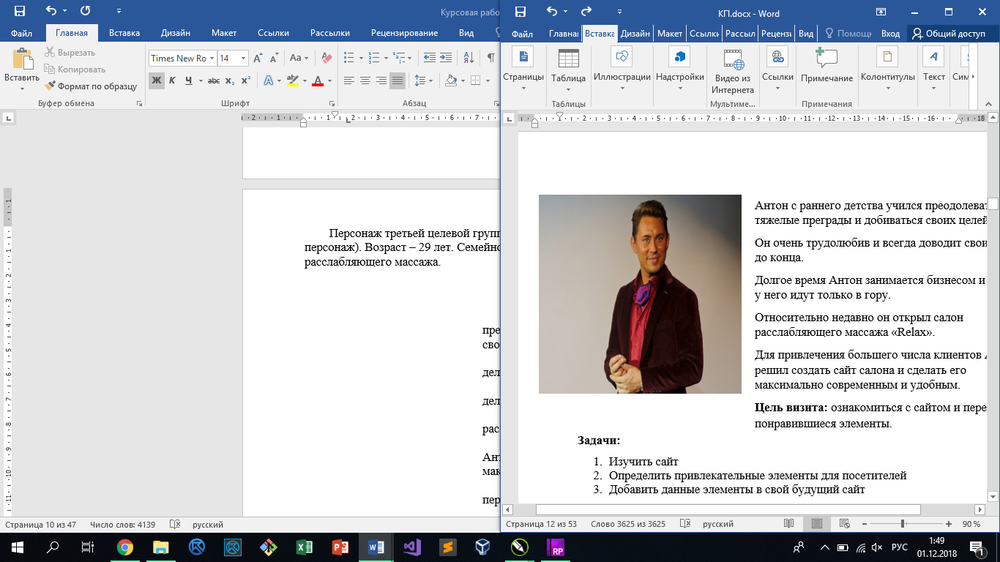 Курсовая рабо
Файл Главная Вставка Дизайн Макет Ссылки Рассылки Рецензирование Вид
Вставить
Вырезать
Копировать
Формат по образцу
Буфер обмена
Times New Ro 14
Ж К Ч abc x₂ x²
Шрифт
Абзац
Персонаж третьей целевой групп
персонаж). Возраст – 29 лет. Семейно
расслабляющего массажа.
пре
сво
дел
дел
рас
Ант
мак
пер
Страница 10 из 47 Число слов: 4139 русский
КП.docx - Word
Файл Главна Вставка Дизайн Макет Ссылки Рассыл Рецензи Вид Помощн Вход Общий доступ
Страницы
Таблица
Иллюстрации
Надстройки
Видео из
Интернета
Ссылки
Примечание
Колонтитулы
Текст
Сим
Таблицы
Мультиме...
Примечания
Антон с раннего детства учился преодолеват
тяжелые преграды и добиваться своих целей
Он очень трудолюбив и всегда доводит свои
до конца.
Долгое время Антон занимается бизнесом и
у него идут только в гору.
Относительно недавно он открыл салон
расслабляющего массажа «Relax».
Для привлечения большего числа клиентов А
решил создать сайт салона и сделать его
максимально современным и удобным.
Цель визита: ознакомиться с сайтом и пере
понравившиеся элементы.
Задачи:
1. Изучить сайт
2. Определить привлекательные элементы для посетителей
3. Добавить данные элементы в свой будущий сайт
Страница 12 из 53 Слово 3625 из 3625 русский 90 %
РУС
1:49
01.12.2018